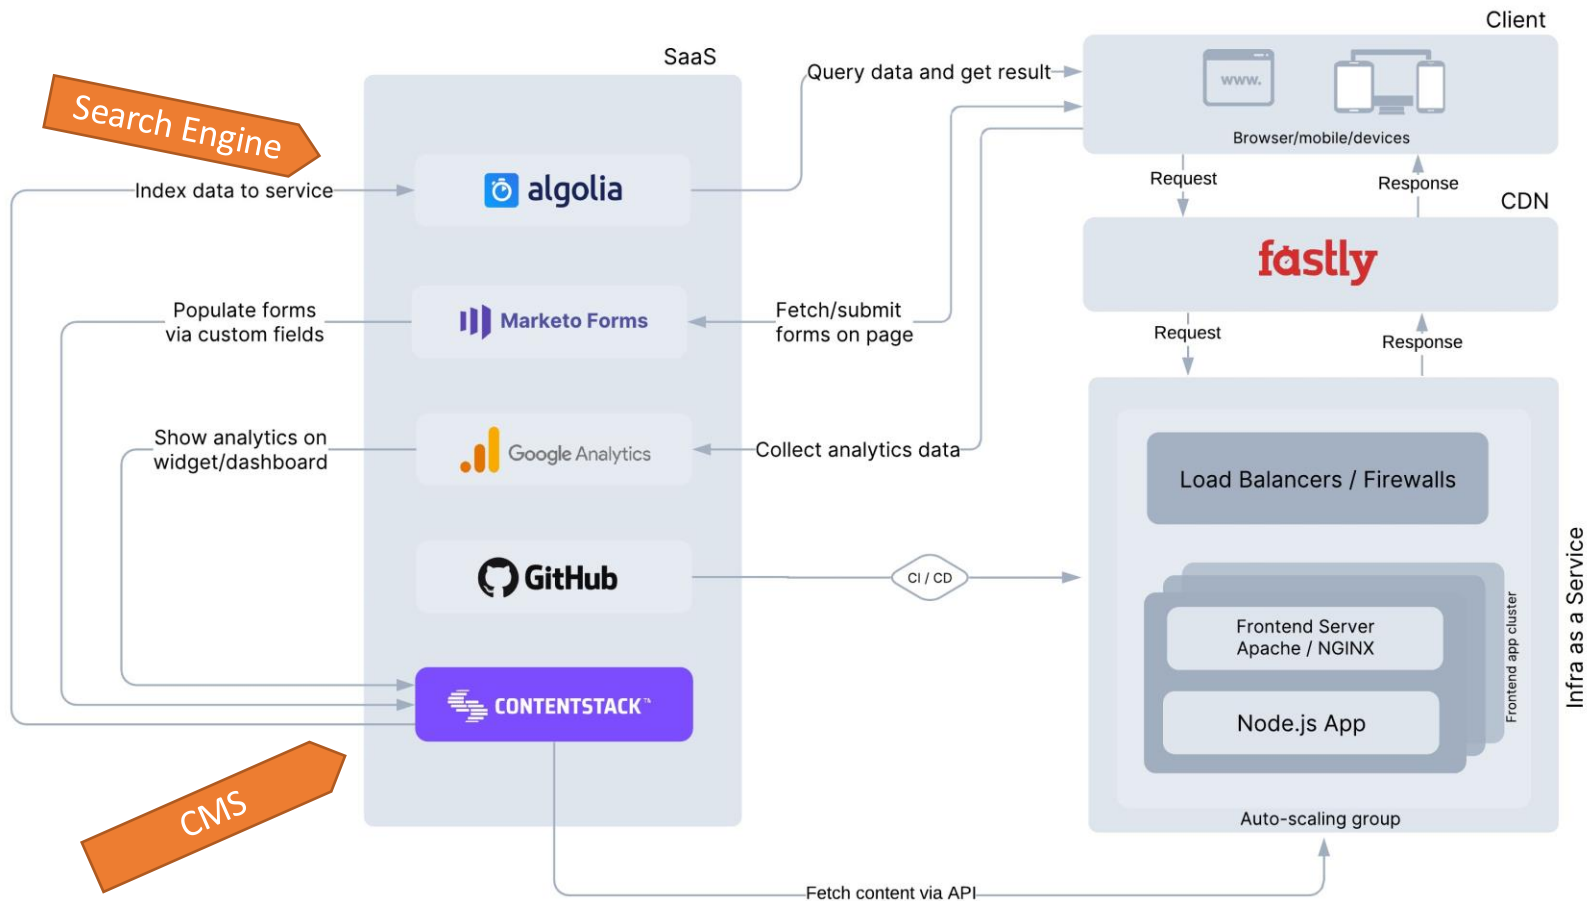 Client
SaaS
Search Engine
Query data and get result
www.
Browser/mobile/devices
Index data to service
algolia
Request
Response
CDN
fastly
Populate forms
via custom fields
Marketo Forms
Fetch/submit
forms on page
Request
Response
Show analytics on
widget/dashboard
Google Analytics
Collect analytics data
Load Balancers / Firewalls
GitHub
CI / CD
Frontend Server
Apache / NGINX
Node.js App
Frontend app cluster
Infra as a Service
CONTENTSTACK
CMS
Auto-scaling group
Fetch content via API